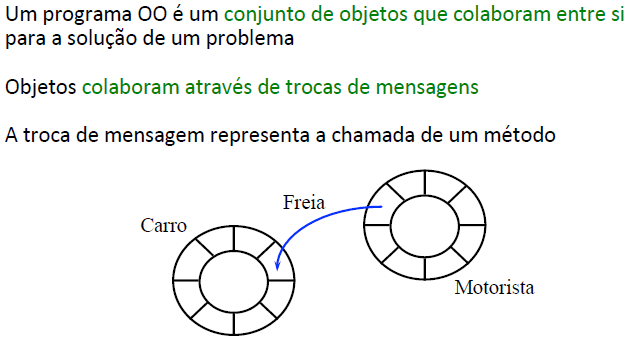 Um programa OO é um conjunto de objetos que colaboram entre si
para a solução de um problema
Objetos colaboram através de trocas de mensagens
A troca de mensagem representa a chamada de um método
Freia
Carro
Motorista